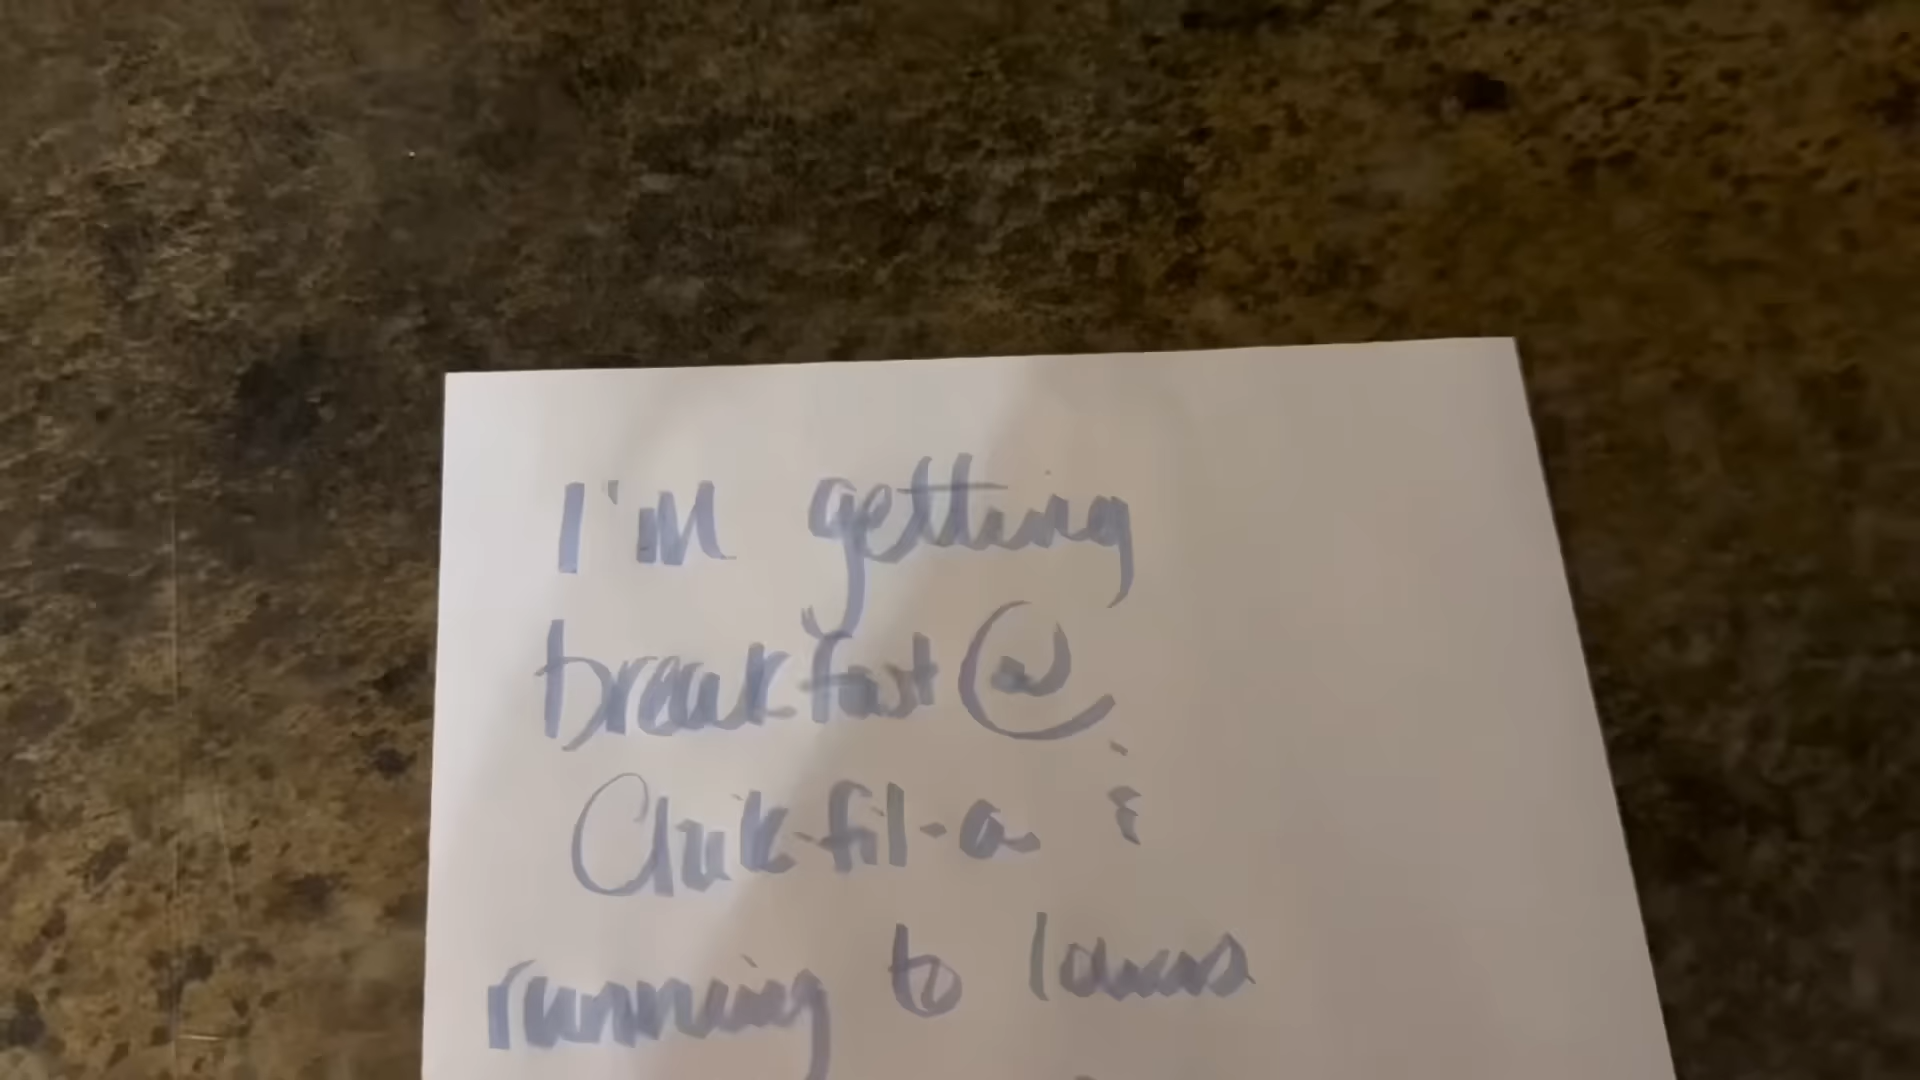 I'm getting
breakfast @
Chick-fil-a &
running to lowes